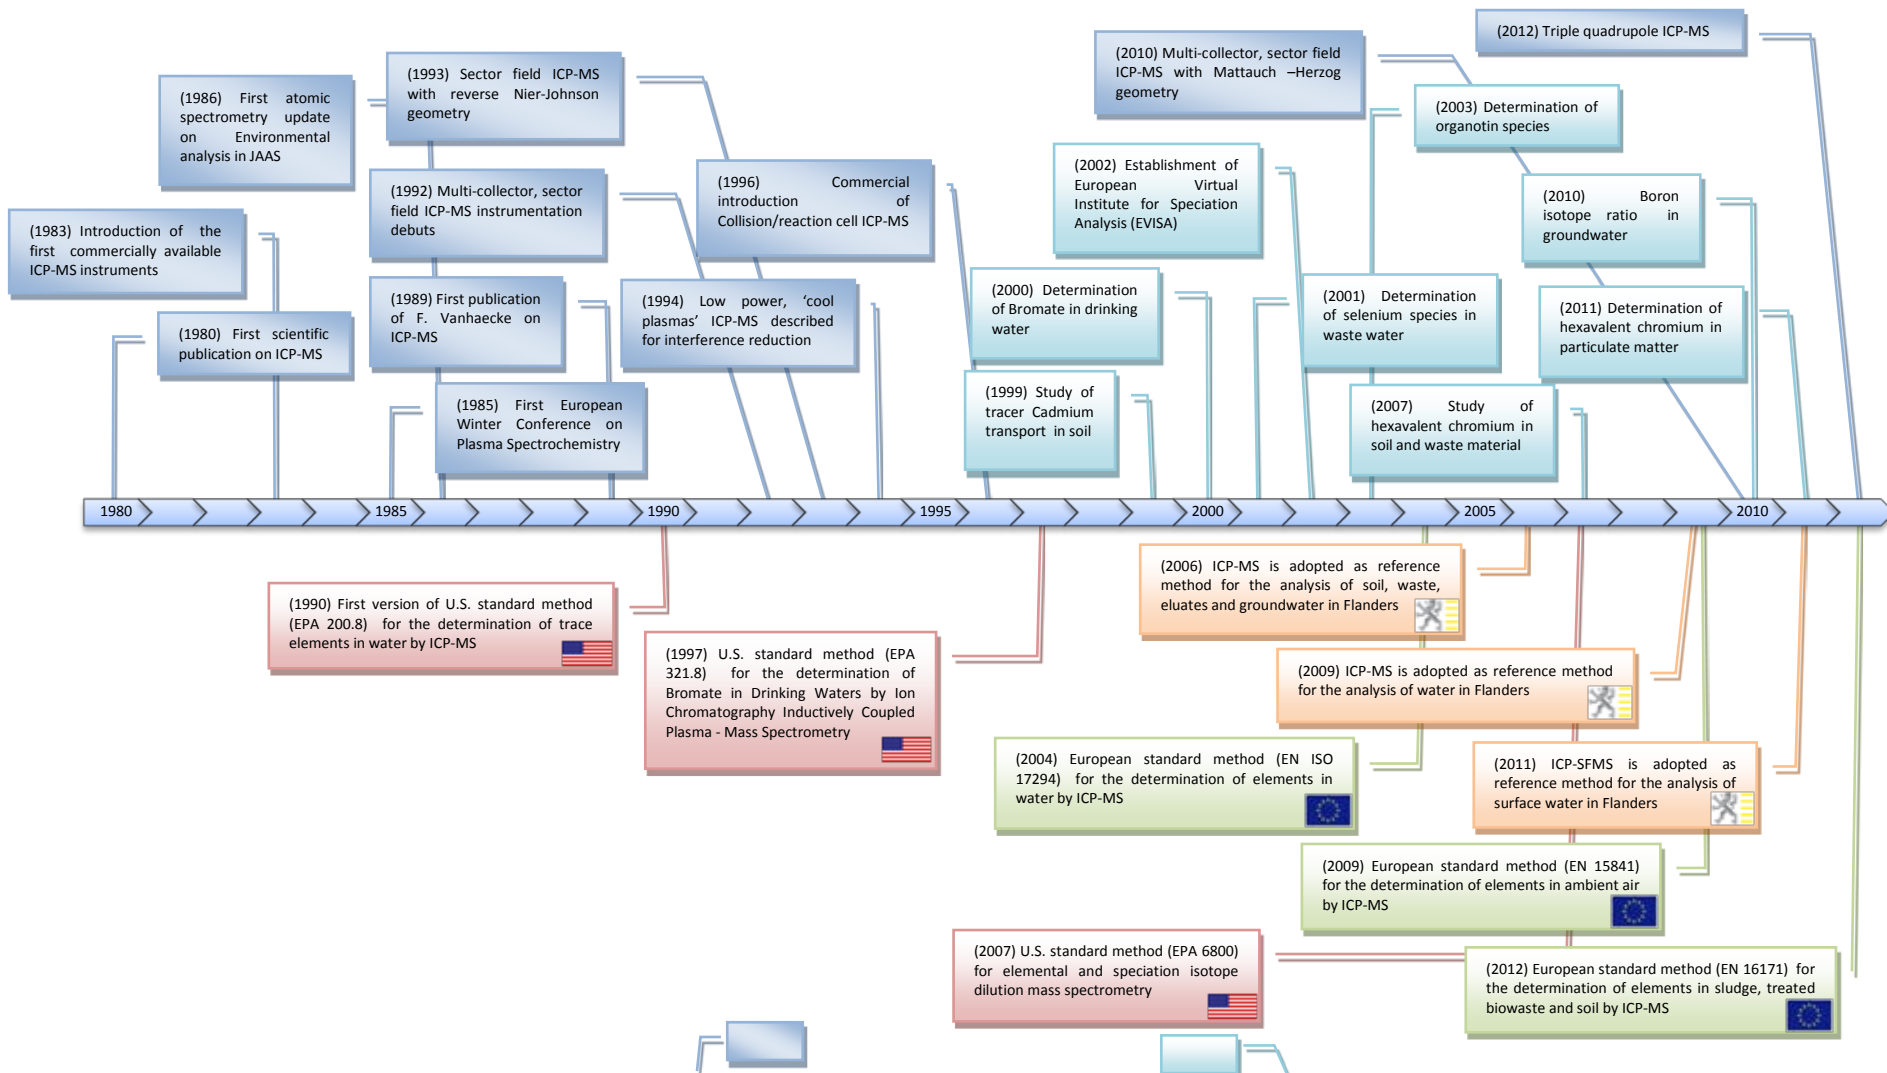 (2012) Triple quadrupole ICP-MS
(2010) Multi-collector, sector field
ICP-MS with Mattauch –Herzog
geometry
(1993) Sector field ICP-MS
with reverse Nier-Johnson
geometry
(1986) First atomic
spectrometry update
on Environmental
analysis in JAAS
(2003) Determination of
organotin species
(2002) Establishment of
European Virtual
Institute for Speciation
Analysis (EVISA)
(1996) Commercial
introduction of
Collision/reaction cell ICP-MS
(1992) Multi-collector, sector
field ICP-MS instrumentation
debuts
(2010) Boron
isotope ratio in
groundwater
(1983) Introduction of the
first commercially available
ICP-MS instruments
(2000) Determination
of Bromate in drinking
water
(2001) Determination
of selenium species in
waste water
(1989) First publication
of F. Vanhaecke on
ICP-MS
(1994) Low power, ‘cool
plasmas’ ICP-MS described
for interference reduction
(2011) Determination of
hexavalent chromium in
particulate matter
(1980) First scientific
publication on ICP-MS
(1999) Study of
tracer Cadmium
transport in soil
(1985) First European
Winter Conference on
Plasma Spectrochemistry
(2007) Study of
hexavalent chromium in
soil and waste material
1980 1985 1990 1995 2000 2005 2010
(2006) ICP-MS is adopted as reference
method for the analysis of soil, waste,
eluates and groundwater in Flanders
(1990) First version of U.S. standard method
(EPA 200.8) for the determination of trace
elements in water by ICP-MS
(1997) U.S. standard method (EPA
321.8) for the determination of
Bromate in Drinking Waters by Ion
Chromatography Inductively Coupled
Plasma - Mass Spectrometry
(2009) ICP-MS is adopted as reference method
for the analysis of water in Flanders
(2004) European standard method (EN ISO
17294) for the determination of elements in
water by ICP-MS
(2011) ICP-SFMS is adopted as
reference method for the analysis of
surface water in Flanders
(2009) European standard method (EN 15841)
for the determination of elements in ambient air
by ICP-MS
(2007) U.S. standard method (EPA 6800)
for elemental and speciation isotope
dilution mass spectrometry
(2012) European standard method (EN 16171) for
the determination of elements in sludge, treated
biowaste and soil by ICP-MS